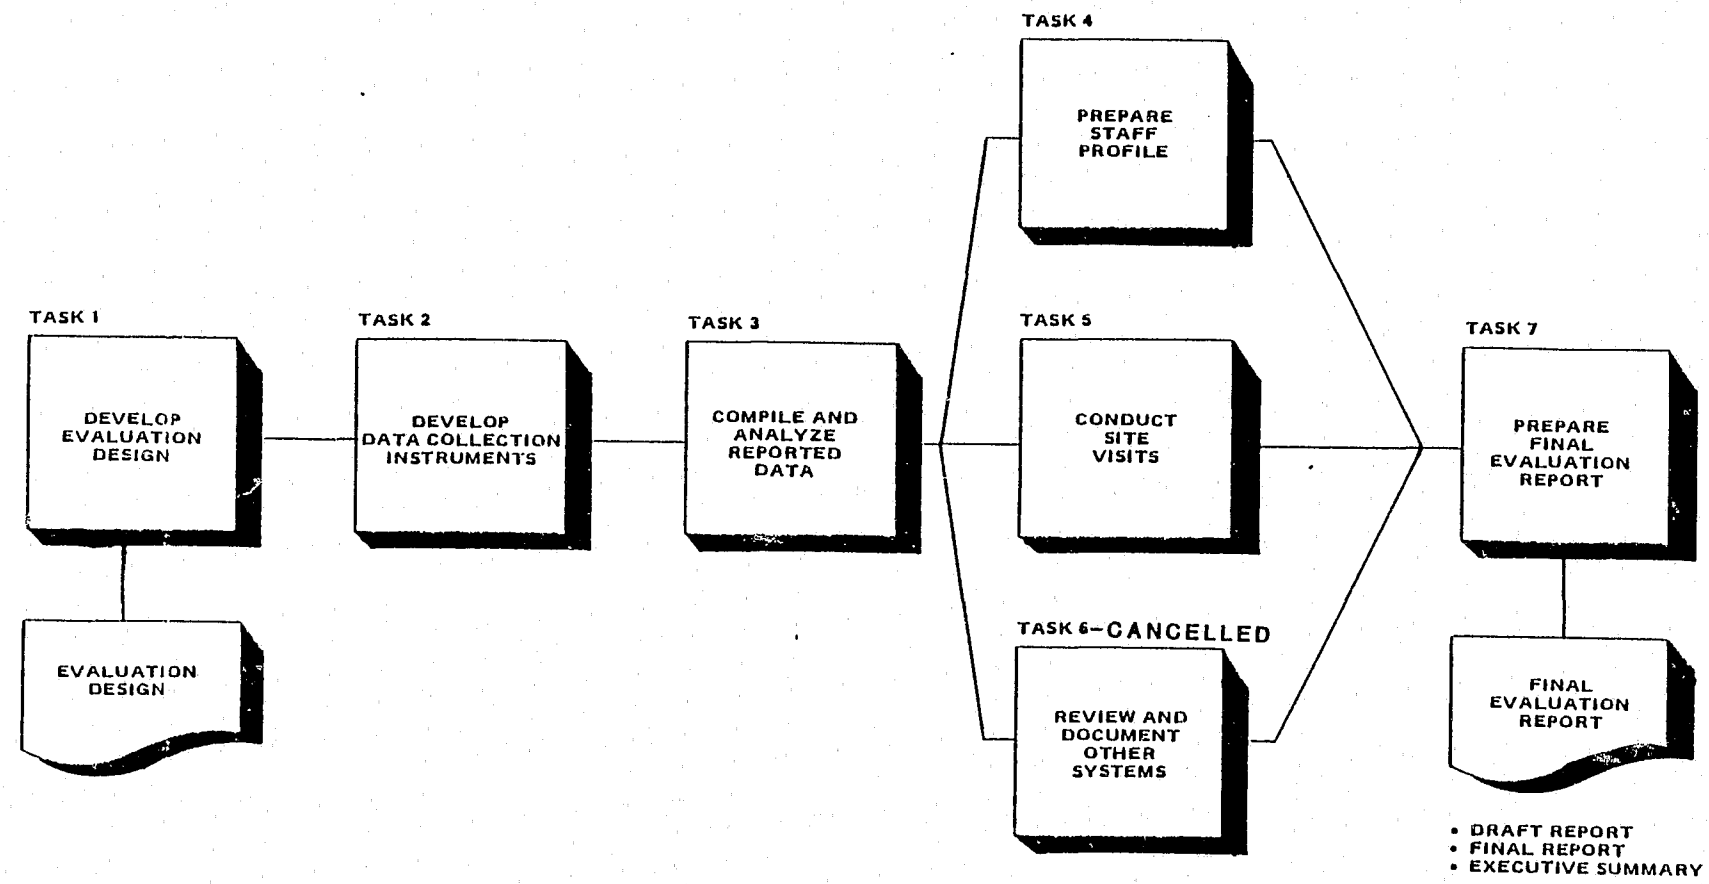 TASK 1
DEVELOP
EVALUATION
DESIGN
EVALUATION
DESIGN
TASK 2
DEVELOP
DATA COLLECTION
INSTRUMENTS
TASK 3
COMPILE AND
ANALYZE
REPORTED
DATA
TASK 4
PREPARE
STAFF
PROFILE
TASK 5
CONDUCT
SITE
VISITS
TASK 6-CANCELLED
REVIEW AND
DOCUMENT
OTHER
SYSTEMS
TASK 7
PREPARE
FINAL
EVALUATION
REPORT
FINAL
EVALUATION
REPORT
• DRAFT REPORT
• FINAL REPORT
• EXECUTIVE SUMMARY